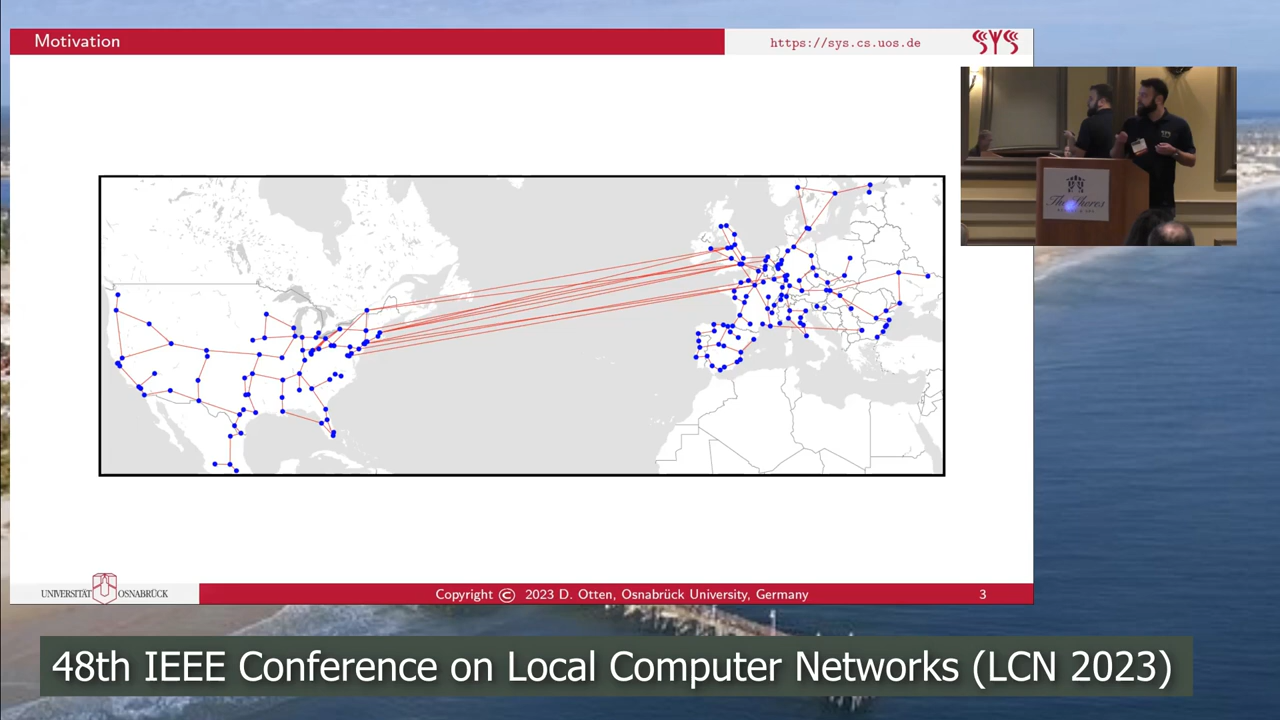 Motivation
https://sys.cs.uos.de
SYS
UNIVERSITÄT OSNABRÜCK
Copyright © 2023 D. Otten, Osnabrück University, Germany
3
48th IEEE Conference on Local Computer Networks (LCN 2023)